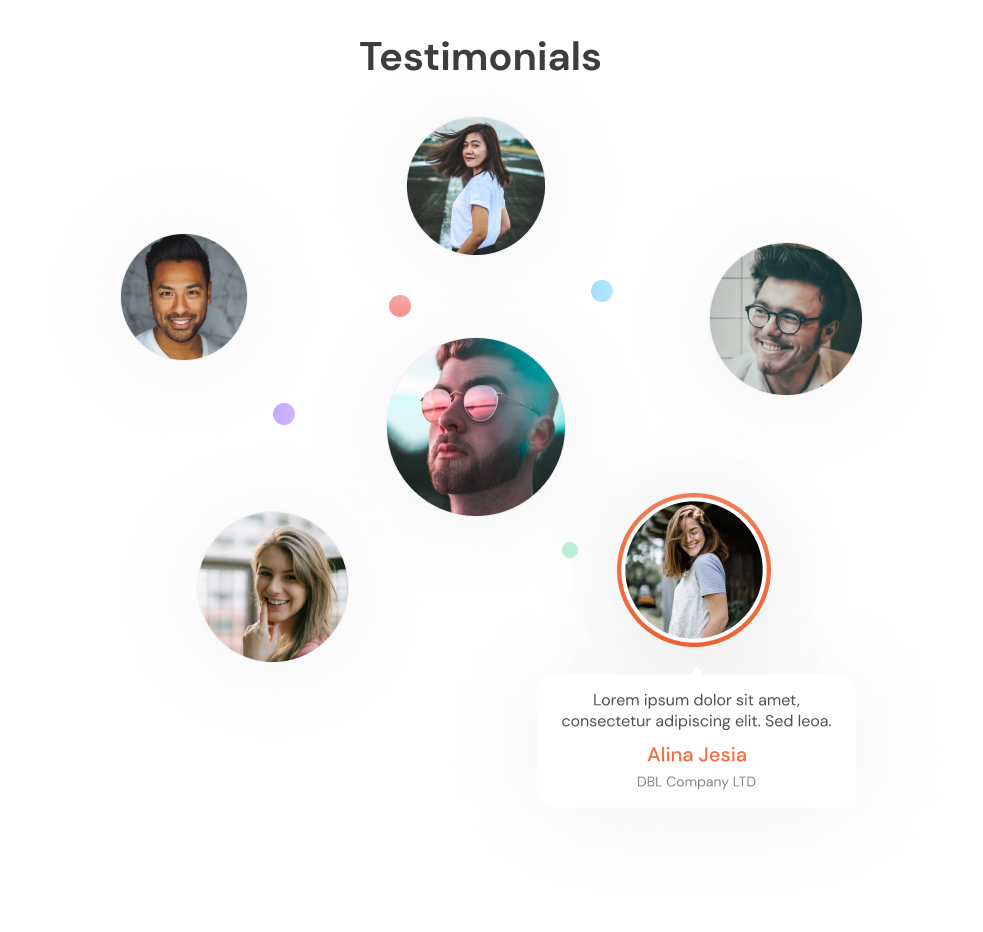 Testimonials
Lorem ipsum dolor sit amet,
consectetur adipiscing elit. Sed leoa.
Alina Jesia
DBL Company LTD